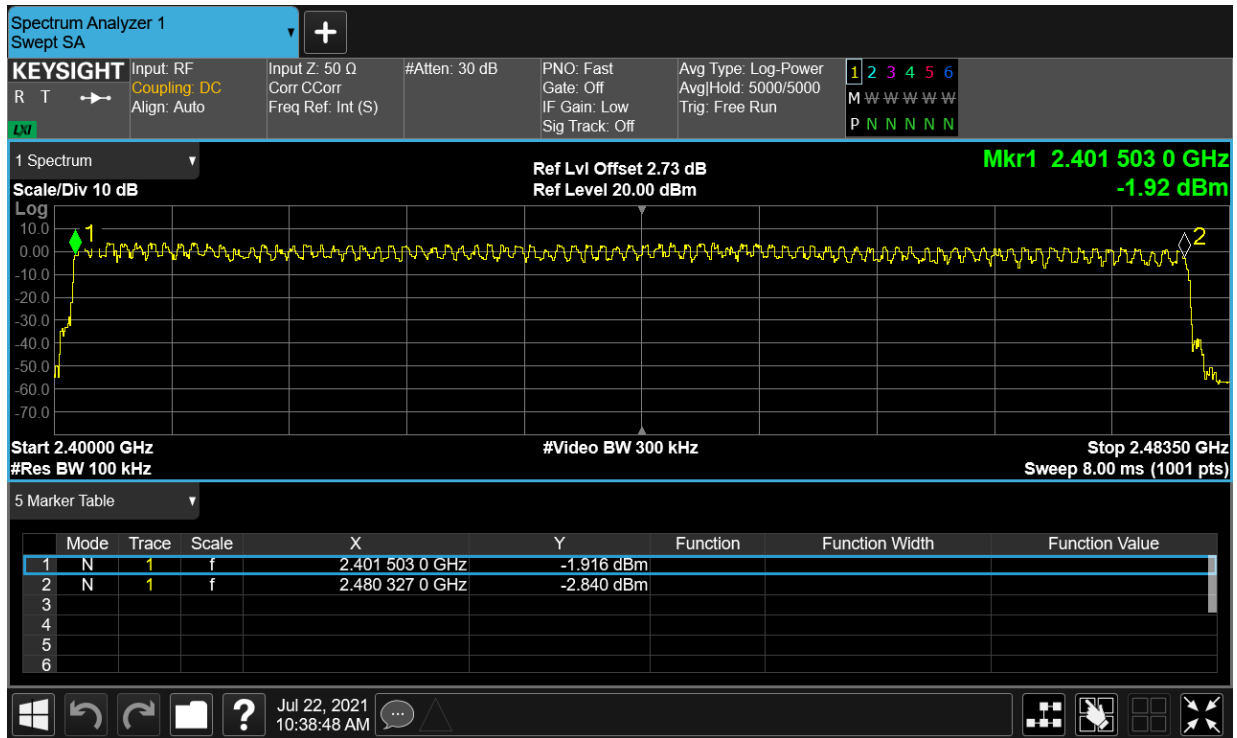 Spectrum Analyzer 1
Swept SA
KEYSIGHT
R T
LXI
Input: RF
Coupling: DC
Align: Auto
Input Z: 50 Ω
Corr CCorr
Freq Ref: Int (S)
#Atten: 30 dB
PNO: Fast
Gate: Off
IF Gain: Low
Sig Track: Off
Avg Type: Log-Power
Avg|Hold: 5000/5000
Trig: Free Run
1 2 3 4 5 6
M W W W W W
P N N N N N
1 Spectrum
Scale/Div 10 dB
Log
Ref Lvl Offset 2.73 dB
Ref Level 20.00 dBm
Mkr1 2.401 503 0 GHz
-1.92 dBm
10.0
0.00
-10.0
-20.0
-30.0
-40.0
-50.0
-60.0
-70.0
1
2
Start 2.40000 GHz
#Res BW 100 kHz
#Video BW 300 kHz
Stop 2.48350 GHz
Sweep 8.00 ms (1001 pts)
5 Marker Table
Mode Trace Scale X Y Function Function Width Function Value
1 N 1 f 2.401 503 0 GHz -1.916 dBm
2 N 1 f 2.480 327 0 GHz -2.840 dBm
3
4
5
6
?
Jul 22, 2021
10:38:48 AM